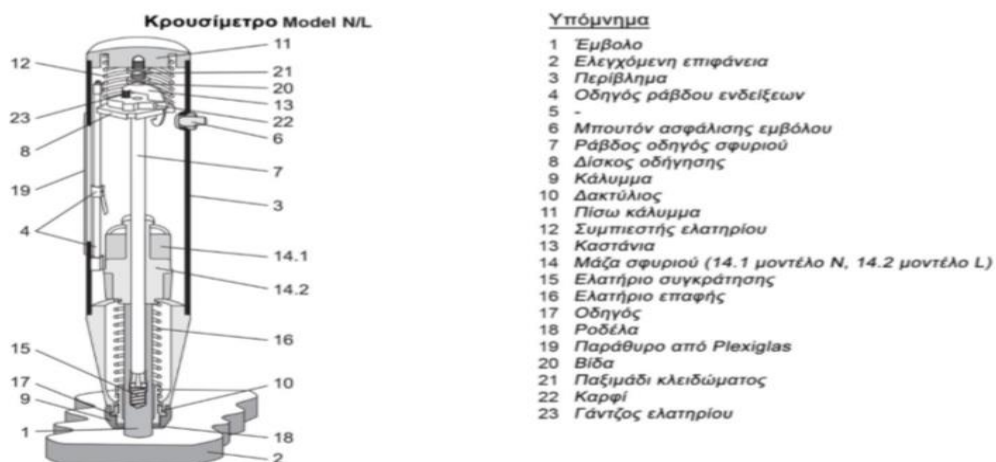 Κρουσίμετρο Model N/L
11
12
21
20
13
23
22
6
8
7
19
3
4
14.1
14.2
16
15
17
10
9
1
18
2
Υπόμνημα
1 Έμβολο
2 Ελεγχόμενη επιφάνεια
3 Περίβλημα
4 Οδηγός ράβδου ενδείξεων
5 -
6 Μπουτόν ασφάλισης εμβόλου
7 Ράβδος οδηγός σφυριού
8 Δίσκος οδήγησης
9 Κάλυμμα
10 Δακτύλιος
11 Πίσω κάλυμμα
12 Συμπιεστής ελατηρίου
13 Καστάνια
14 Μάζα σφυριού (14.1 μοντέλο N, 14.2 μοντέλο L)
15 Ελατήριο συγκράτησης
16 Ελατήριο επαφής
17 Οδηγός
18 Ροδέλα
19 Παράθυρο από Plexiglas
20 Βίδα
21 Παξιμάδι κλειδώματος
22 Καρφί
23 Γάντζος ελατηρίου